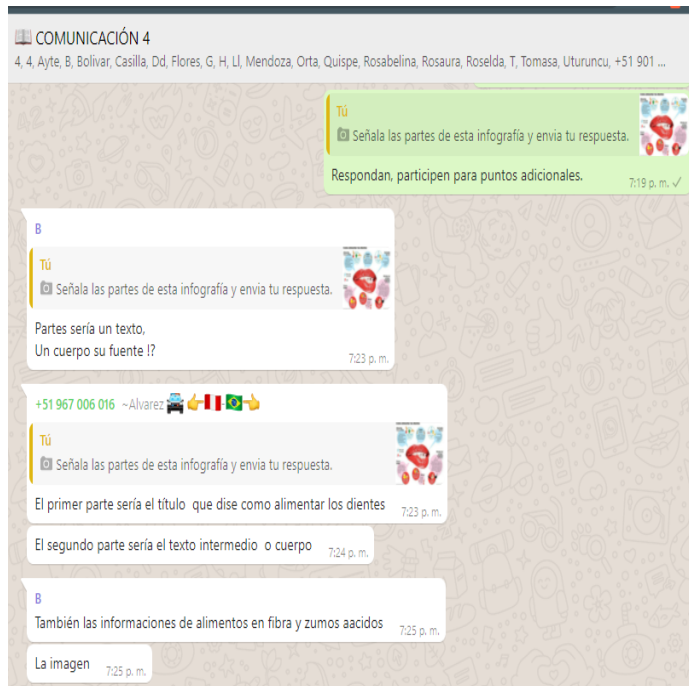 COMUNICACIÓN 4
4, 4, Ayte, B, Bolivar, Casilla, Dd, Flores, G, H, Ll, Mendoza, Orta, Quispe, Rosabelina, Rosaura, Roselda, T, Tomasa, Uturuncu, +51 901 ...
Tú
Señala las partes de esta infografía y envia tu respuesta.
Respondan, participen para puntos adicionales.
7:19 p. m.
B
Tú
Señala las partes de esta infografía y envia tu respuesta.
Partes sería un texto,
Un cuerpo su fuente !?
7:23 p. m.
+51 967 006 016 ~Alvarez
Tú
Señala las partes de esta infografía y envia tu respuesta.
El primer parte sería el título que dise como alimentar los dientes
7:23 p. m.
El segundo parte sería el texto intermedio o cuerpo
7:24 p. m.
B
También las informaciones de alimentos en fibra y zumos aacidos
7:25 p. m.
La imagen
7:25 p. m.